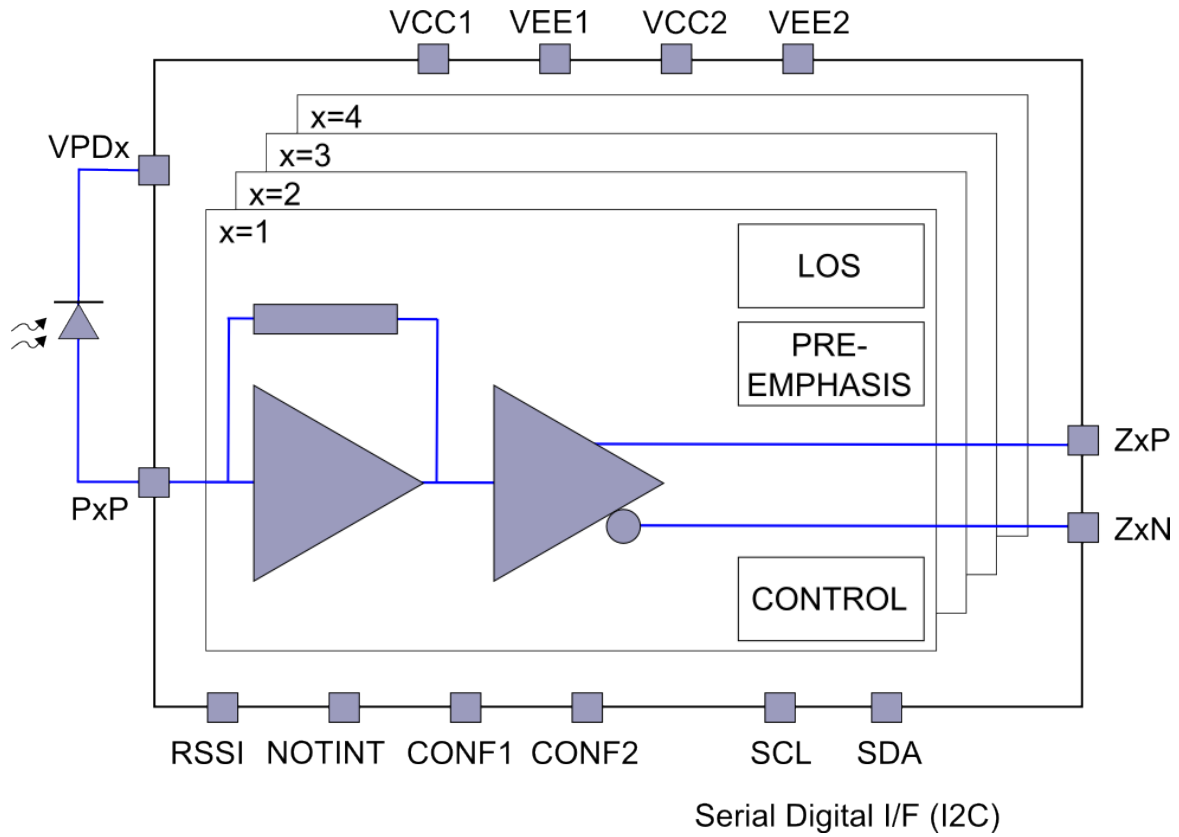 VCC1 VEE1 VCC2 VEE2
VPDx
x=4
x=3
x=2
x=1
LOS
PRE-
EMPHASIS
ZxP
PxP
ZxN
CONTROL
RSSI NOTINT CONF1 CONF2 SCL SDA
Serial Digital I/F (I2C)